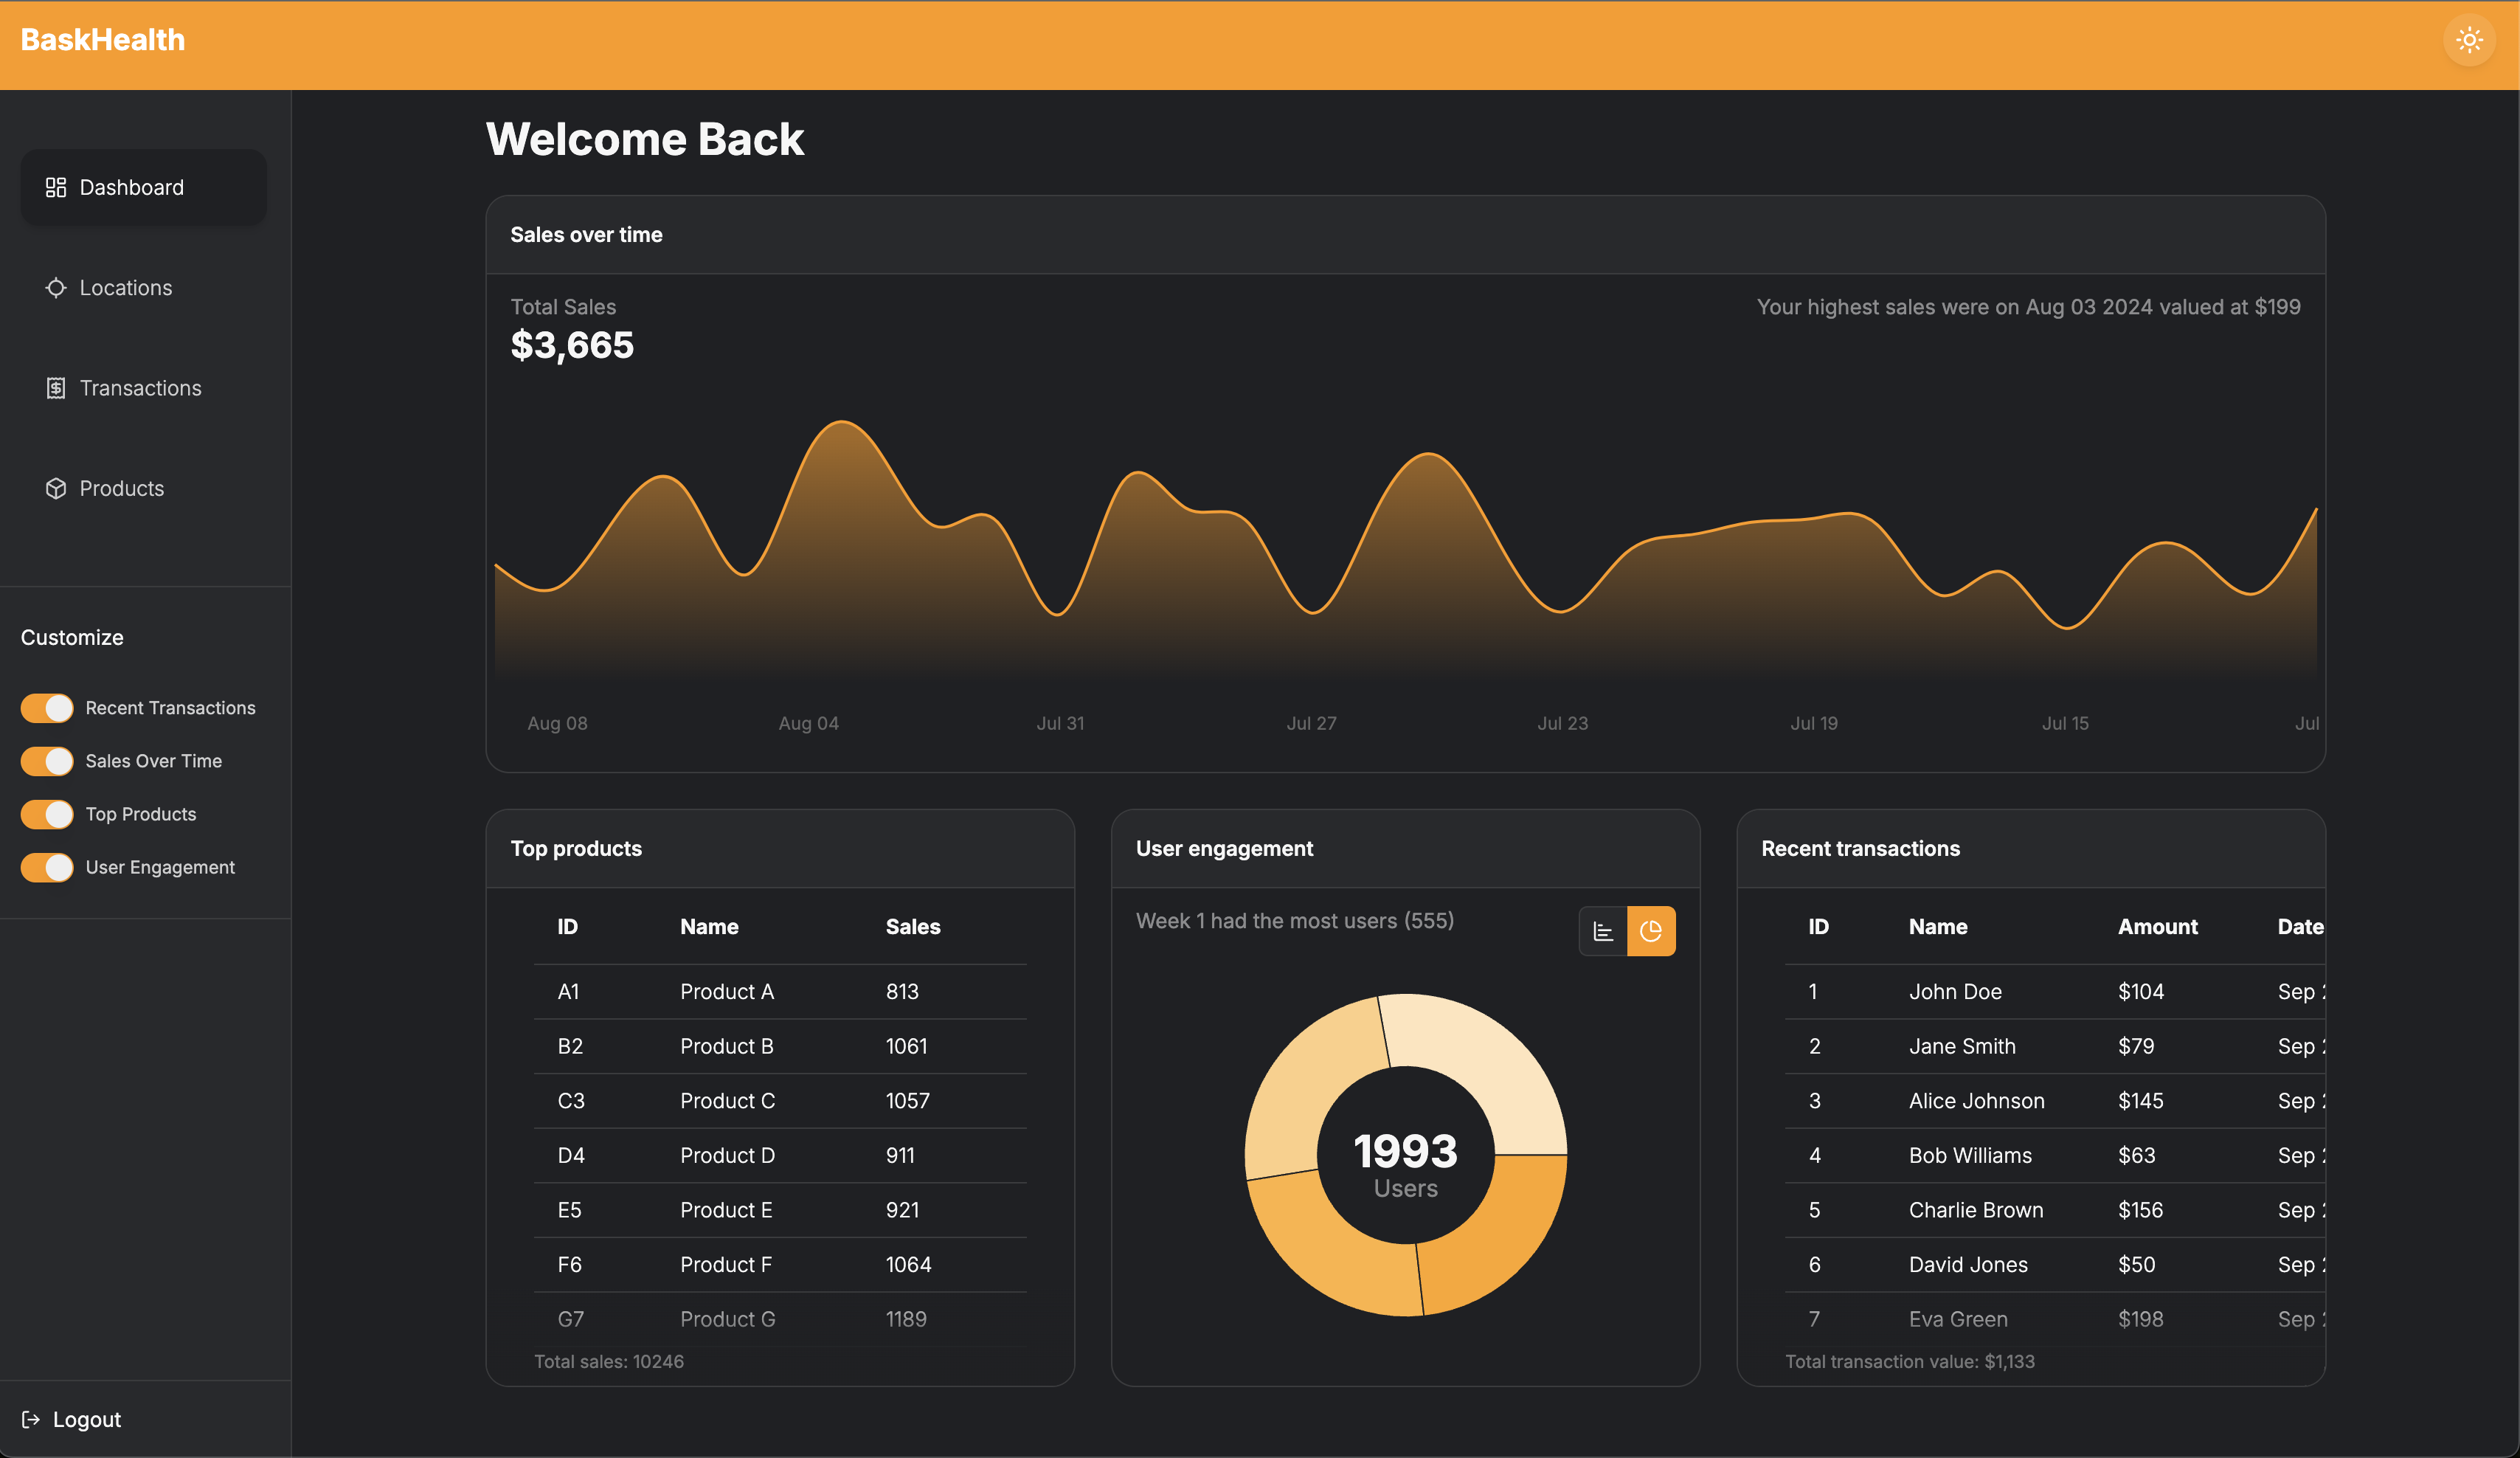 BaskHealth
Dashboard
Locations
Transactions
Products
Customize
Recent Transactions
Sales Over Time
Top Products
User Engagement
Logout
Welcome Back
Sales over time
Total Sales
$3,665
Your highest sales were on Aug 03 2024 valued at $199
Aug 08 Aug 04 Jul 31 Jul 27 Jul 23 Jul 19 Jul 15 Jul
Top products
ID Name Sales
A1 Product A 813
B2 Product B 1061
C3 Product C 1057
D4 Product D 911
E5 Product E 921
F6 Product F 1064
G7 Product G 1189
Total sales: 10246
User engagement
Week 1 had the most users (555)
1993
Users
Recent transactions
ID Name Amount Date
1 John Doe $104 Sep
2 Jane Smith $79 Sep
3 Alice Johnson $145 Sep
4 Bob Williams $63 Sep
5 Charlie Brown $156 Sep
6 David Jones $50 Sep
7 Eva Green $198 Sep
Total transaction value: $1,133